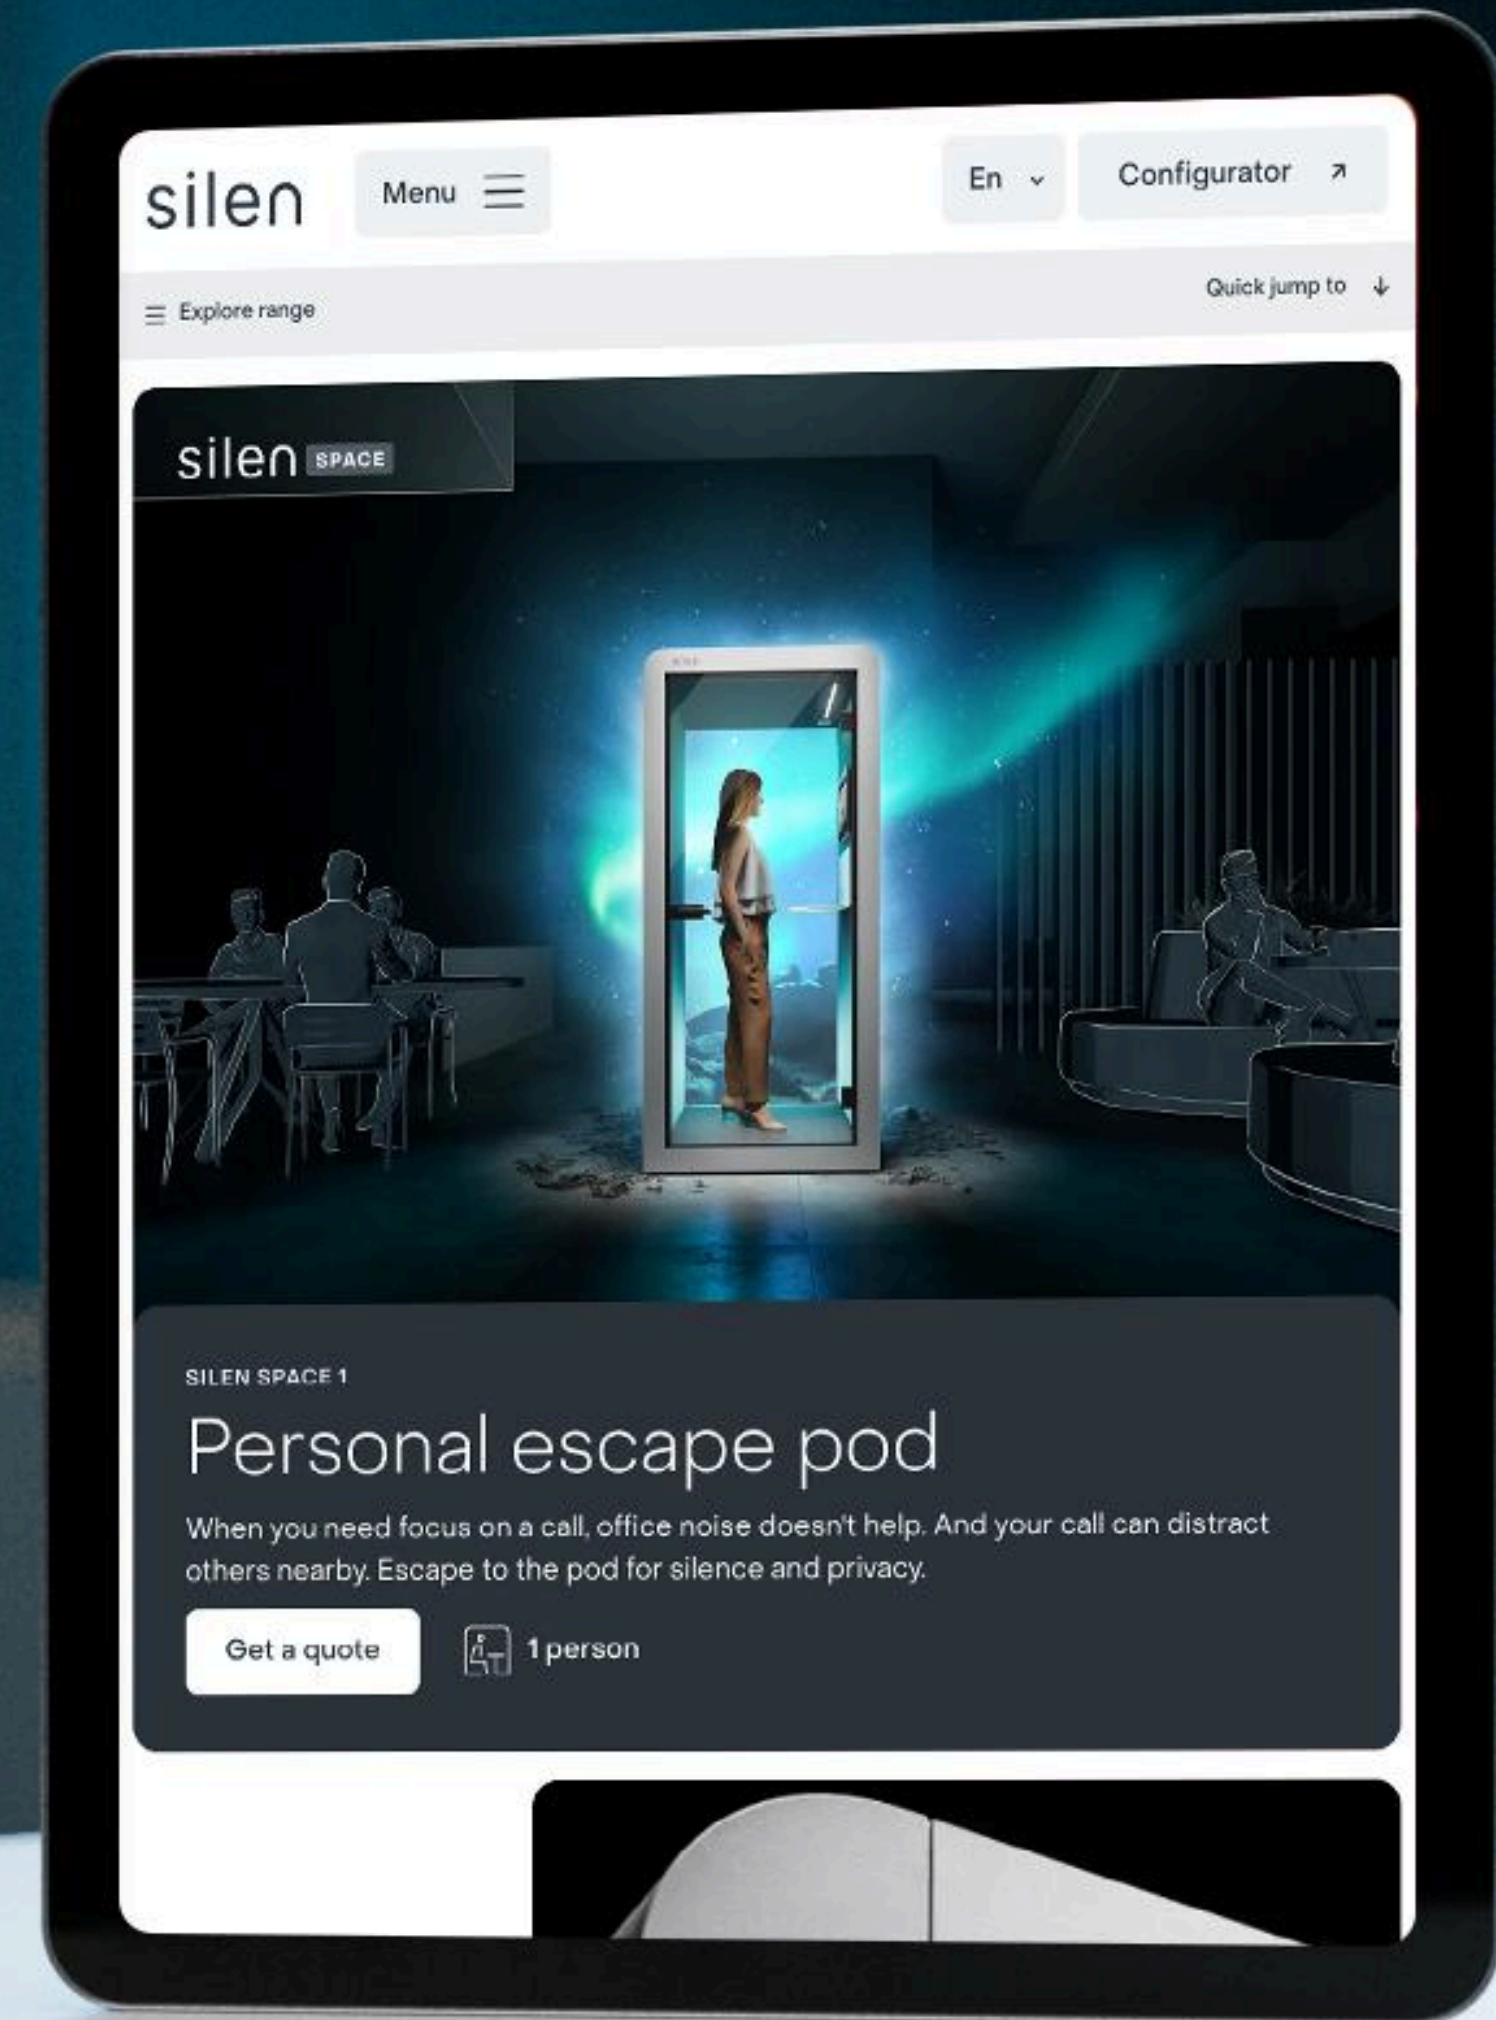 silen
Menu
En
Configurator
Explore range
Quick jump to
silen SPACE
SILEN SPACE 1
Personal escape pod
When you need focus on a call, office noise doesn't help. And your call can distract
others nearby. Escape to the pod for silence and privacy.
Get a quote
1 person